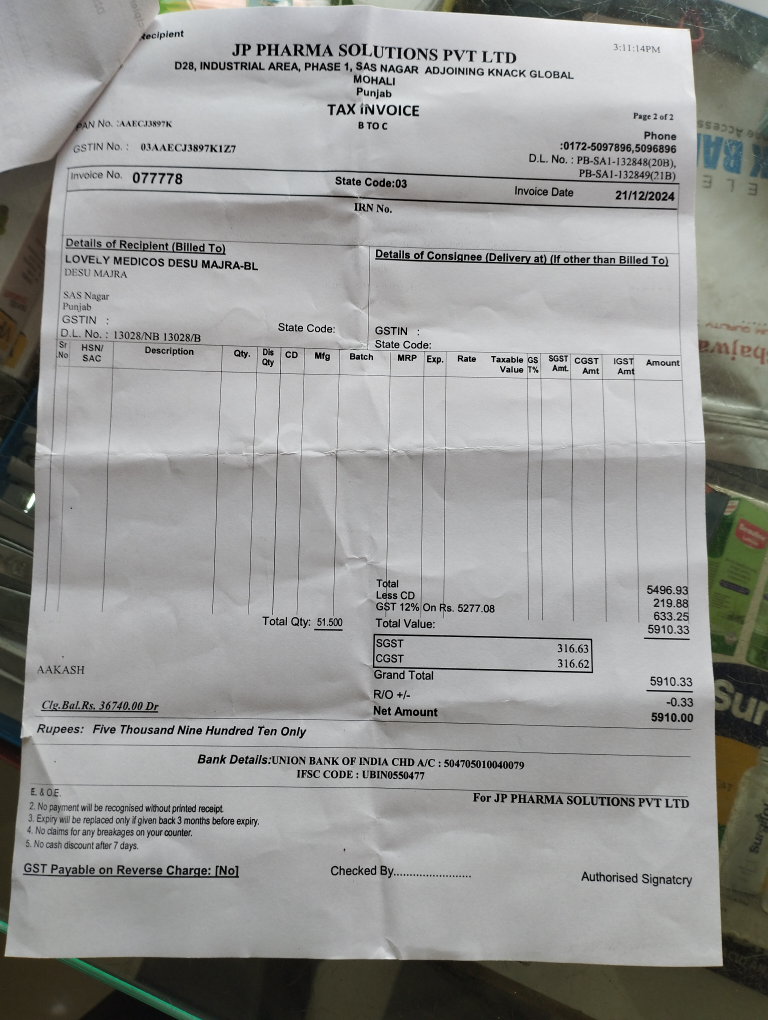 Recipient
3:11:14PM
JP PHARMA SOLUTIONS PVT LTD
D28, INDUSTRIAL AREA, PHASE 1, SAS NAGAR ADJOINING KNACK GLOBAL
MOHALI
Punjab
TAX INVOICE
B TO C
Page 2 of 2
PAN No. :AAECJ3897K
GSTIN No. : 03AAECJ3897K1Z7
Phone
:0172-5097896,5096896
D.L. No. : PB-SA1-132848(20B),
PB-SA1-132849(21B)
Invoice No. 077778 State Code:03 Invoice Date 21/12/2024
IRN No.
Details of Recipient (Billed To)
LOVELY MEDICOS DESU MAJRA-BL
DESU MAJRA
SAS Nagar
Punjab
GSTIN :
State Code:
D.L. No. : 13028/NB 13028/B
Details of Consignee (Delivery at) (If other than Billed To)
GSTIN :
State Code:
Sr .No HSN/ SAC Description Qty. Dis Qty CD Mfg Batch MRP Exp. Rate Taxable Value GS T% SGST Amt. CGST Amt IGST Amt Amount
Total 5496.93
Less CD 219.88
GST 12% On Rs. 5277.08 633.25
Total Qty: 51.500 Total Value: 5910.33
SGST 316.63
CGST 316.62
Grand Total 5910.33
R/O +/- -0.33
Net Amount 5910.00
AAKASH
Clg.Bal.Rs. 36740.00 Dr
Rupees: Five Thousand Nine Hundred Ten Only
Bank Details:UNION BANK OF INDIA CHD A/C : 504705010040079
IFSC CODE : UBIN0550477
E. & O.E.
2. No payment will be recognised without printed receipt.
3. Expiry will be replaced only if given back 3 months before expiry.
4. No claims for any breakages on your counter.
5. No cash discount after 7 days.
For JP PHARMA SOLUTIONS PVT LTD
GST Payable on Reverse Charge: [No]
Checked By........................
Authorised Signatcry